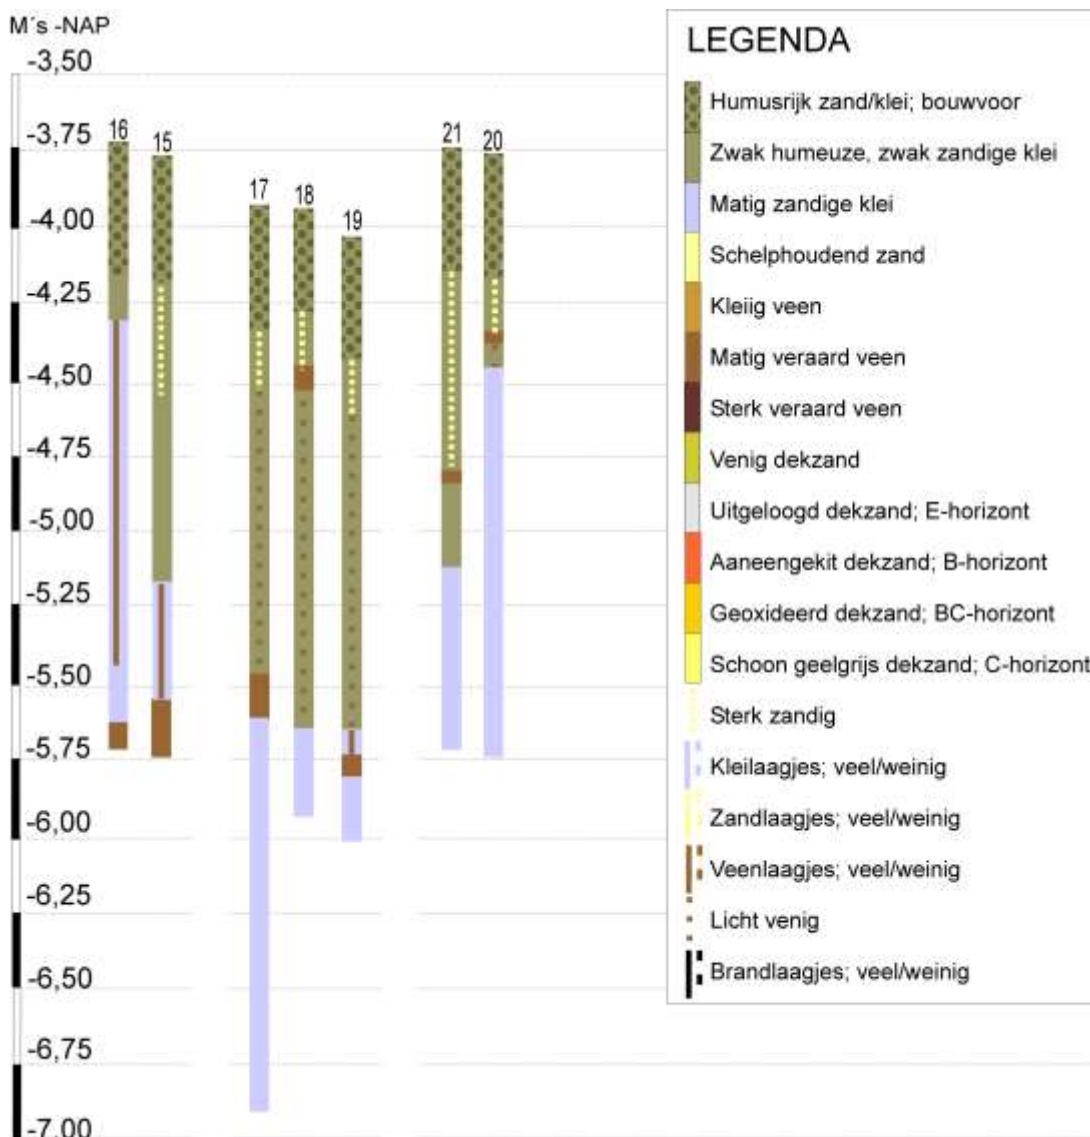 M´s -NAP
-3,50
-3,75
-4,00
-4,25
-4,50
-4,75
-5,00
-5,25
-5,50
-5,75
-6,00
-6,25
-6,50
-6,75
-7,00
16
15
17
18
19
21
20
LEGENDA
Humusrijk zand/klei; bouwvoor
Zwak humeuze, zwak zandige klei
Matig zandige klei
Schelphoudend zand
Kleiig veen
Matig veraard veen
Sterk veraard veen
Venig dekzand
Uitgeloogd dekzand; E-horizont
Aaneengekit dekzand; B-horizont
Geoxideerd dekzand; BC-horizont
Schoon geelgrijs dekzand; C-horizont
Sterk zandig
Kleilaagjes; veel/weinig
Zandlaagjes; veel/weinig
Veenlaagjes; veel/weinig
Licht venig
Brandlaagjes; veel/weinig